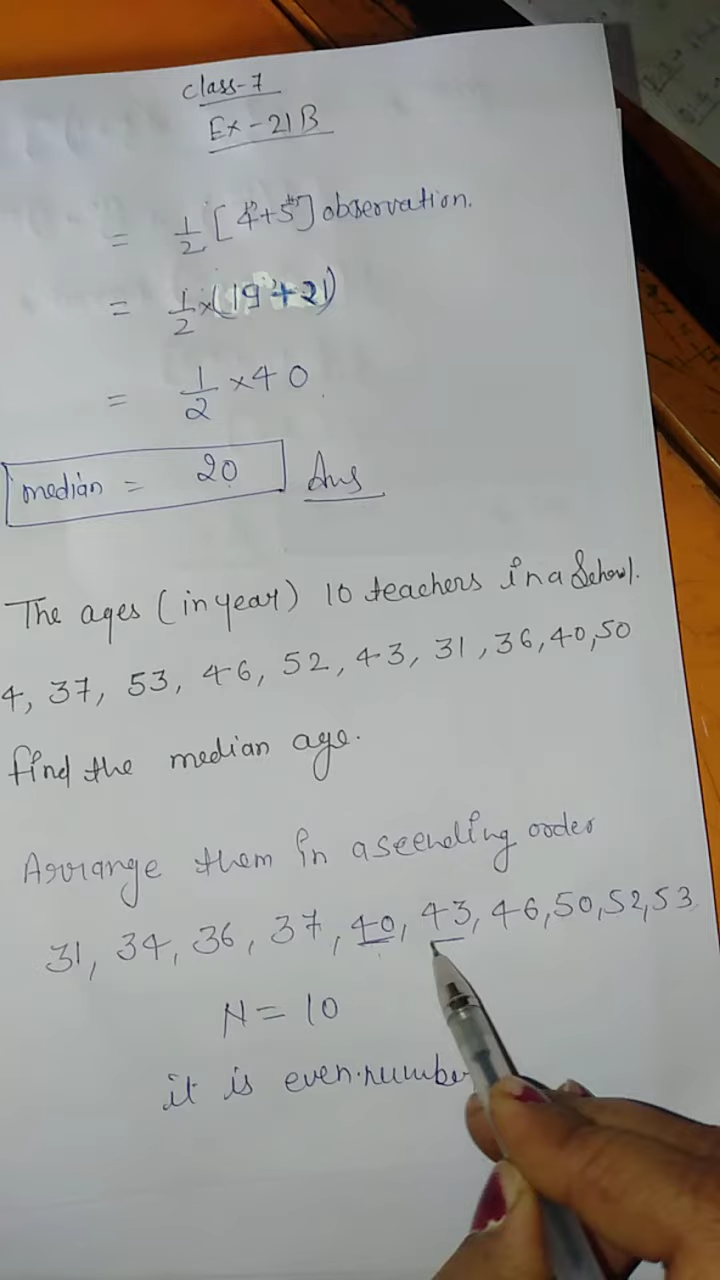 class-7
Ex-21B
= 1/2 [4th+5th] observation.
= 1/2 ×(19+21)
= 1/2 ×40
median = 20 Ans
The ages (in year) 10 teachers in a School.
4, 37, 53, 46, 52, 43, 31, 36, 40, 50
find the median age.
Arrange them in ascending order
31, 34, 36, 37, 40, 43, 46, 50, 52, 53
N = 10
it is even number